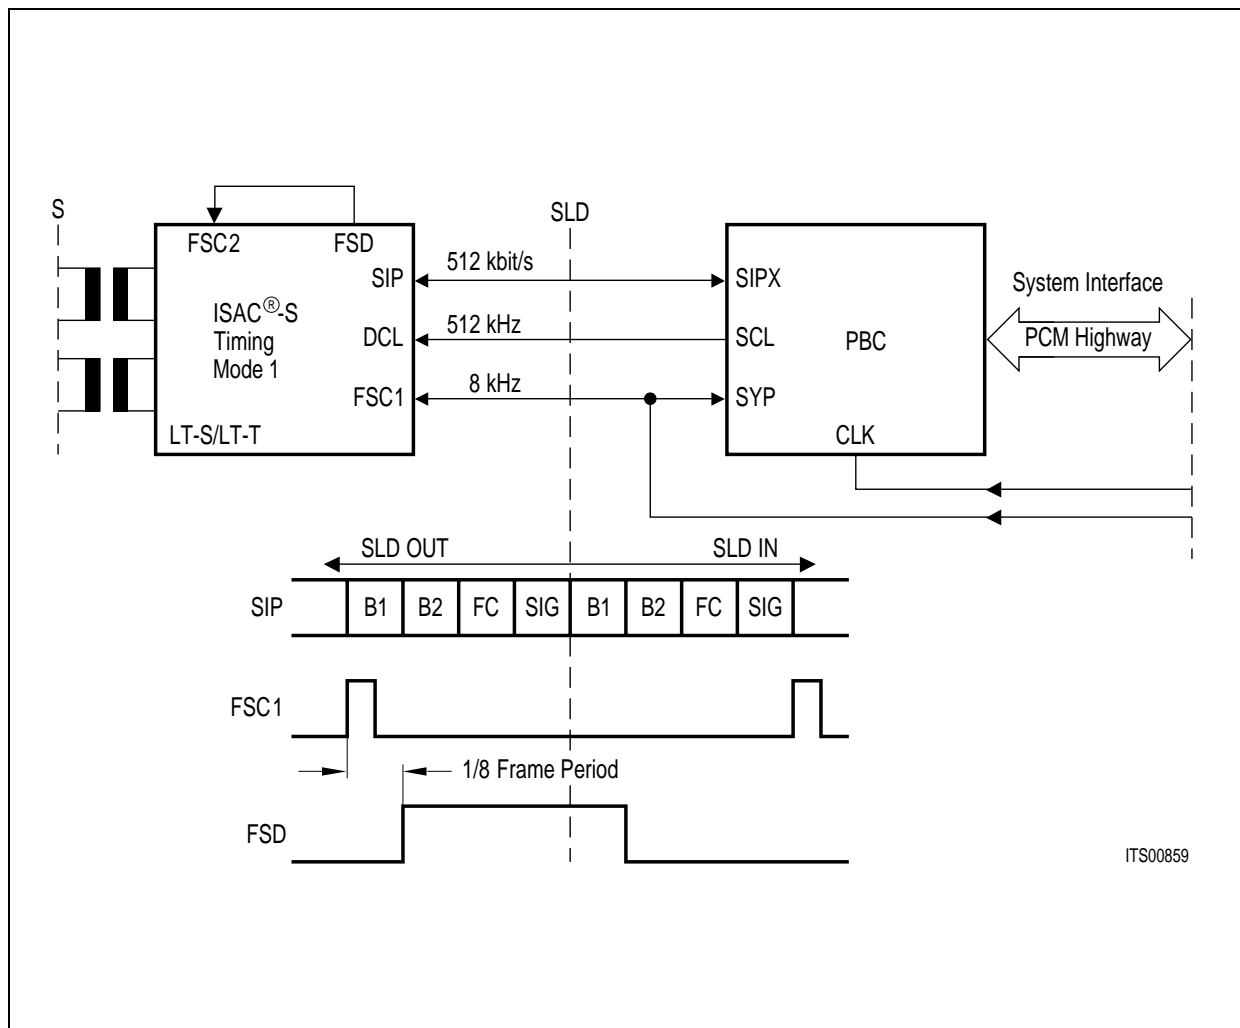 S
SLD
FSC2 FSD
SIP
512 kbit/s
SIPX
System Interface
ISAC®-S
Timing
Mode 1
DCL
512 kHz
SCL
PBC
PCM Highway
FSC1
8 kHz
SYP
LT-S/LT-T
CLK
SLD OUT SLD IN
SIP B1 B2 FC SIG B1 B2 FC SIG
FSC1
1/8 Frame Period
FSD
ITS00859